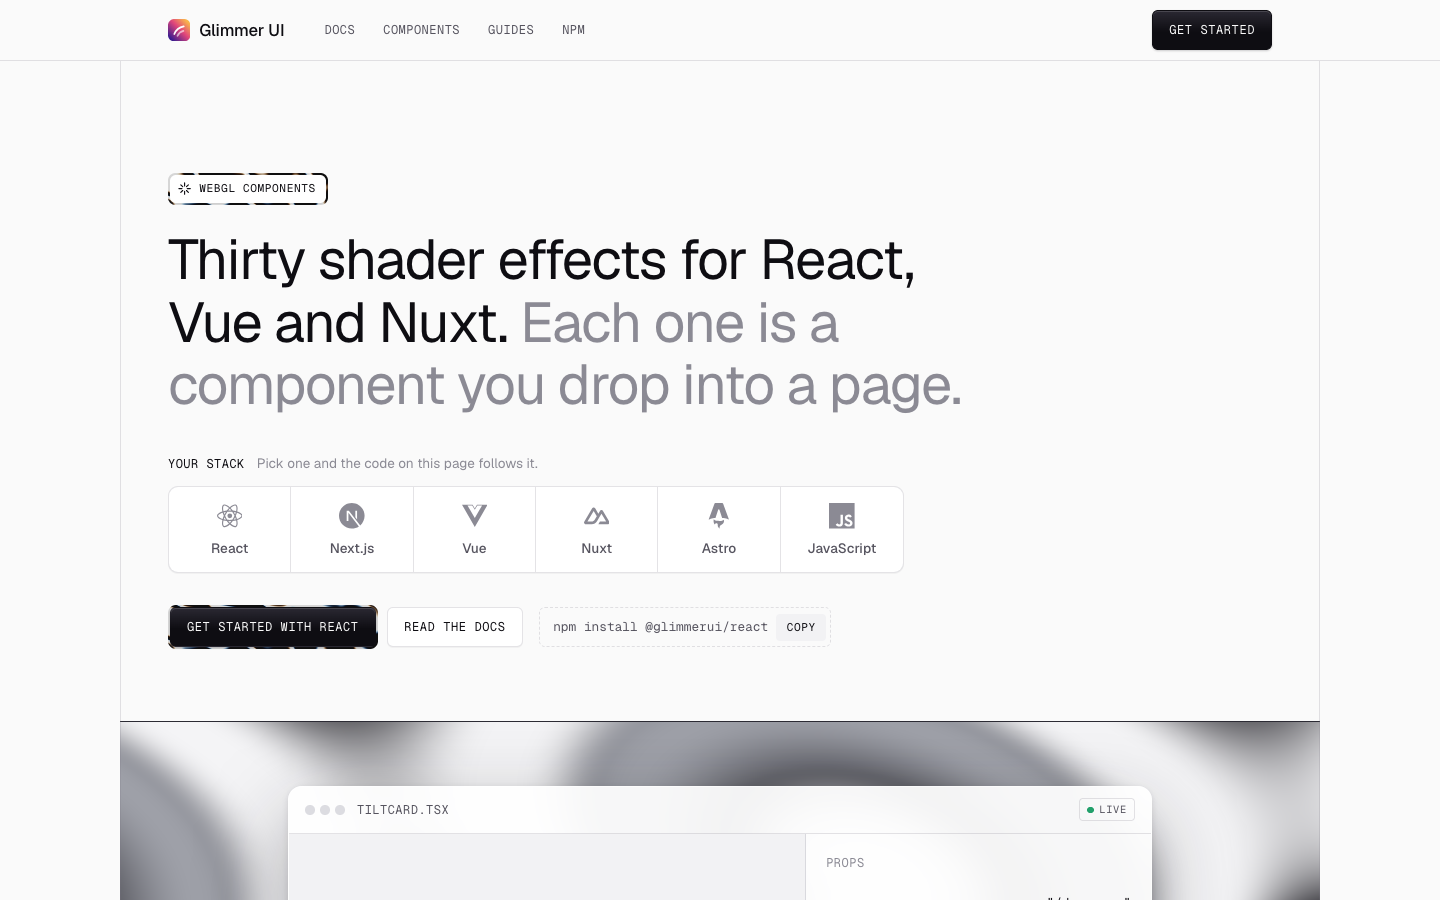 Glimmer UI
DOCS
COMPONENTS
GUIDES
NPM
GET STARTED
WEBGL COMPONENTS
Thirty shader effects for React,
Vue and Nuxt. Each one is a
component you drop into a page.
YOUR STACK Pick one and the code on this page follows it.
React
Next.js
Vue
Nuxt
Astro
JS
JavaScript
GET STARTED WITH REACT
READ THE DOCS
npm install @glimmerui/react
COPY
TILTCARD.TSX
LIVE
PROPS